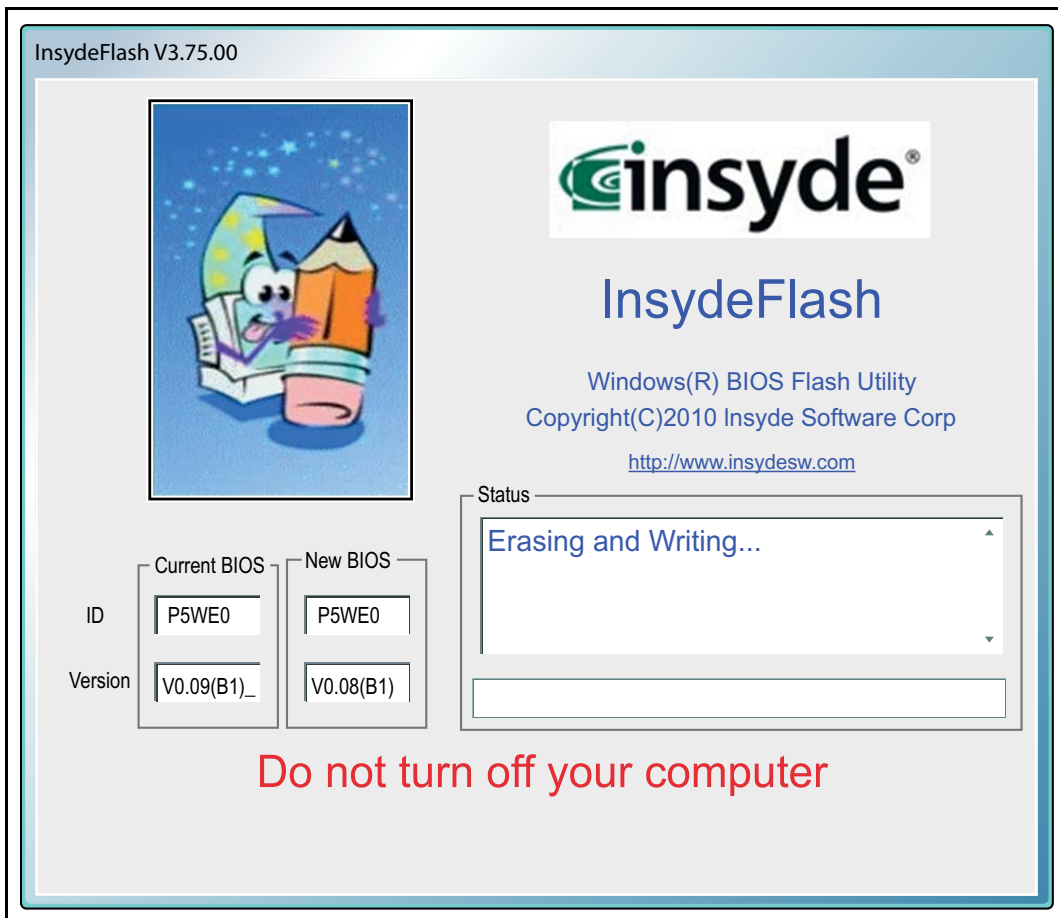 InsydeFlash V3.75.00
insyde®
InsydeFlash
Windows(R) BIOS Flash Utility
Copyright(C)2010 Insyde Software Corp
http://www.insydesw.com
Status
Erasing and Writing...
Current BIOS New BIOS
ID P5WE0 P5WE0
Version V0.09(B1)_ V0.08(B1)
Do not turn off your computer